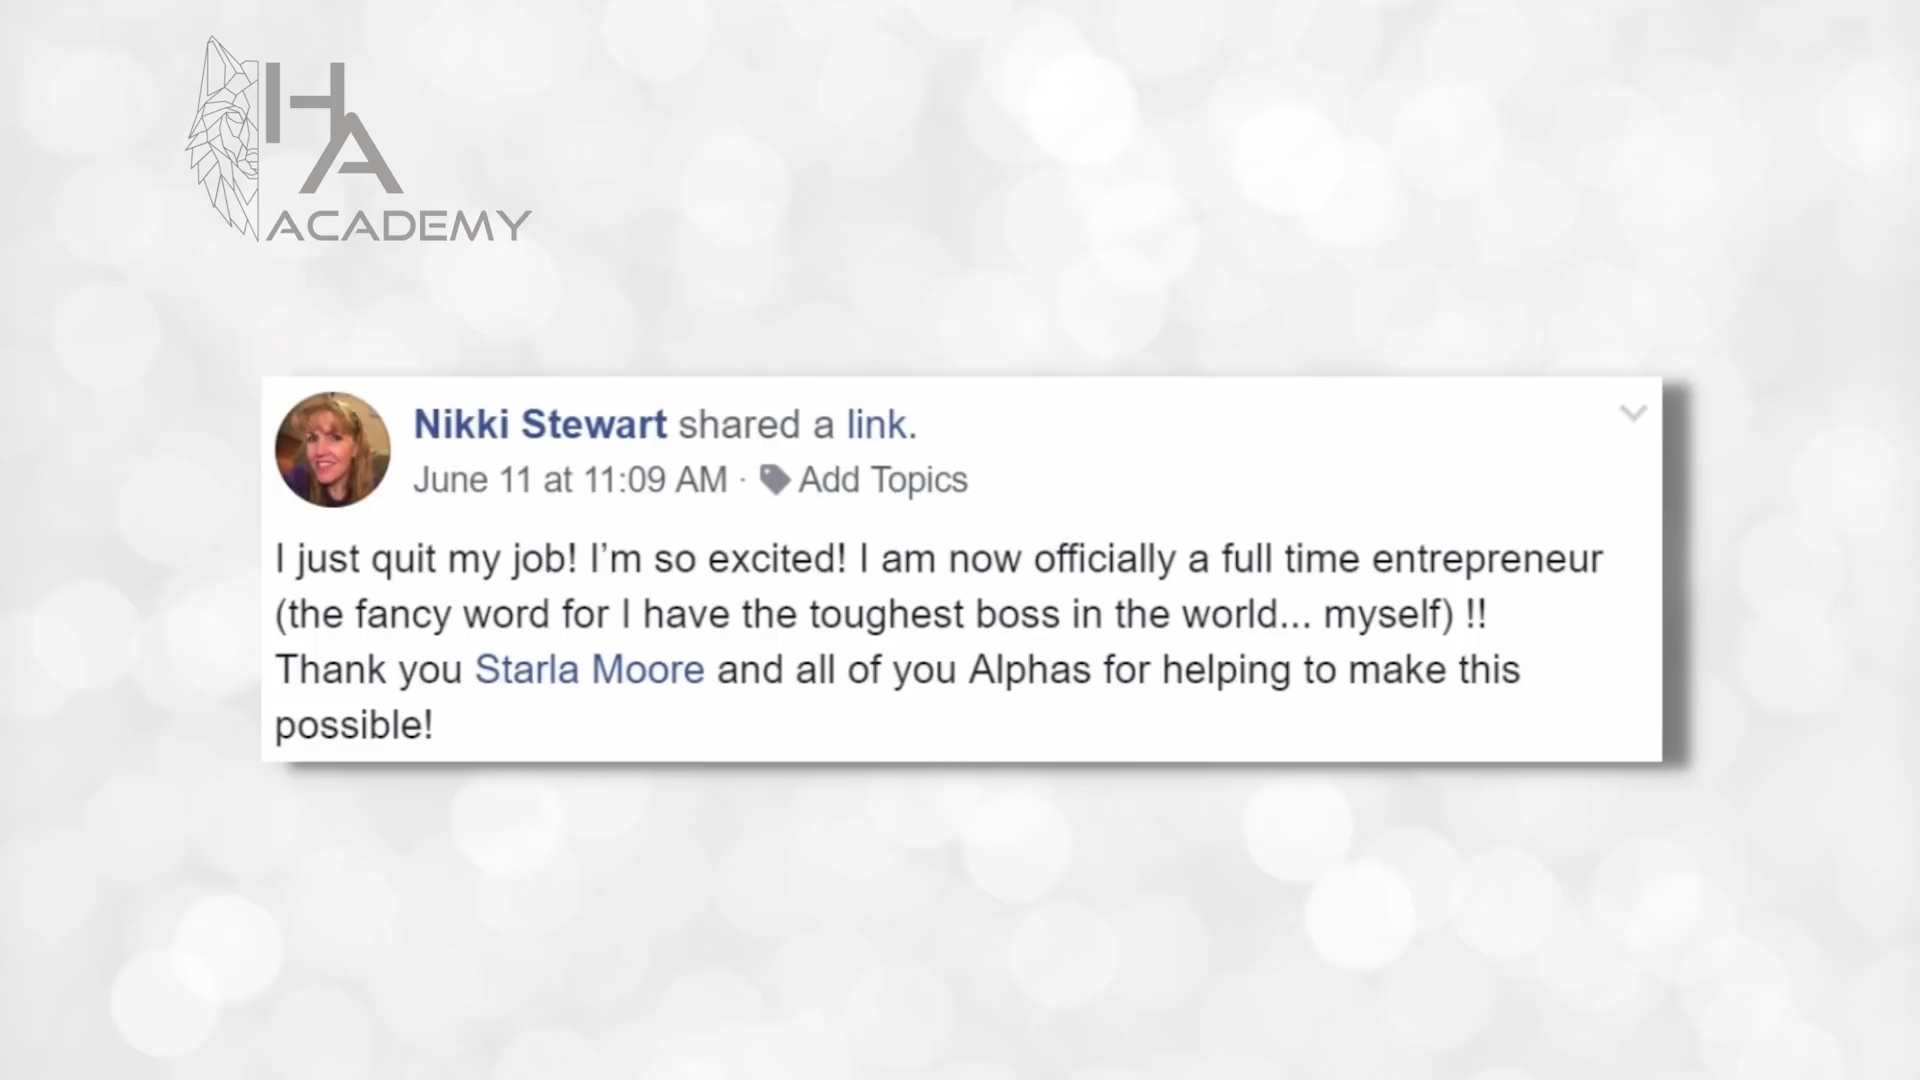 HA
ACADEMY
Nikki Stewart shared a link.
June 11 at 11:09 AM · Add Topics
I just quit my job! I’m so excited! I am now officially a full time entrepreneur
(the fancy word for I have the toughest boss in the world... myself) !!
Thank you Starla Moore and all of you Alphas for helping to make this
possible!